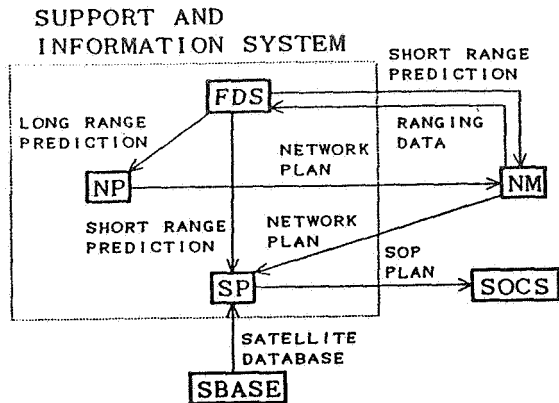 SUPPORT AND
INFORMATION SYSTEM
SHORT RANGE
PREDICTION
FDS
LONG RANGE
PREDICTION
RANGING
DATA
NETWORK
PLAN
NP
NM
SHORT RANGE
PREDICTION
NETWORK
PLAN
SOP
PLAN
SP
SOCS
SATELLITE
DATABASE
SBASE